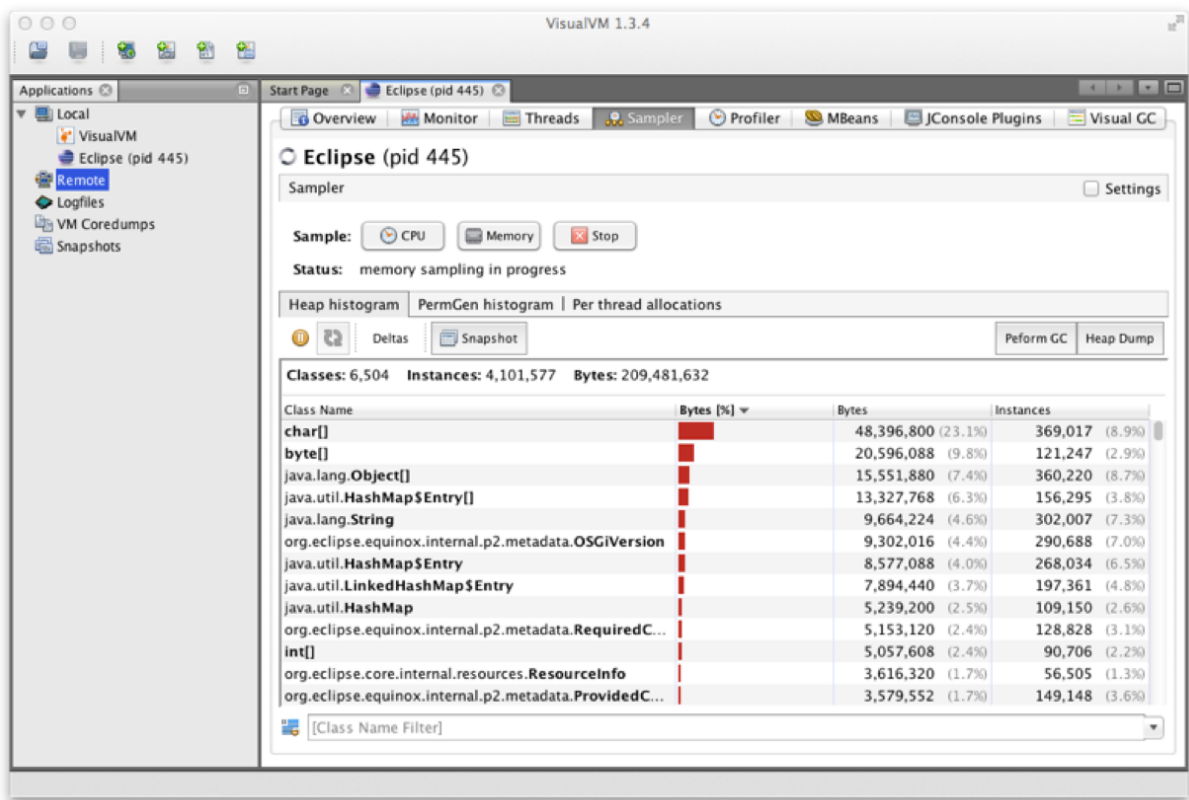 VisualVM 1.3.4
Applications
Start Page Eclipse (pid 445)
Local
VisualVM
Eclipse (pid 445)
Remote
Logfiles
VM Coredumps
Snapshots
Overview Monitor Threads Sampler Profiler MBeans JConsole Plugins Visual GC
Eclipse (pid 445)
Sampler Settings
Sample: CPU Memory Stop
Status: memory sampling in progress
Heap histogram PermGen histogram Per thread allocations
Deltas Snapshot Peform GC Heap Dump
Classes: 6,504 Instances: 4,101,577 Bytes: 209,481,632
Class Name Bytes [%] Bytes Instances
char[] 48,396,800 (23.1%) 369,017 (8.9%)
byte[] 20,596,088 (9.8%) 121,247 (2.9%)
java.lang.Object[] 15,551,880 (7.4%) 360,220 (8.7%)
java.util.HashMap$Entry[] 13,327,768 (6.3%) 156,295 (3.8%)
java.lang.String 9,664,224 (4.6%) 302,007 (7.3%)
org.eclipse.equinox.internal.p2.metadata.OSGiVersion 9,302,016 (4.4%) 290,688 (7.0%)
java.util.HashMap$Entry 8,577,088 (4.0%) 268,034 (6.5%)
java.util.LinkedHashMap$Entry 7,894,440 (3.7%) 197,361 (4.8%)
java.util.HashMap 5,239,200 (2.5%) 109,150 (2.6%)
org.eclipse.equinox.internal.p2.metadata.RequiredC... 5,153,120 (2.4%) 128,828 (3.1%)
int[] 5,057,608 (2.4%) 90,706 (2.2%)
org.eclipse.core.internal.resources.ResourceInfo 3,616,320 (1.7%) 56,505 (1.3%)
org.eclipse.equinox.internal.p2.metadata.ProvidedC... 3,579,552 (1.7%) 149,148 (3.6%)
[Class Name Filter]